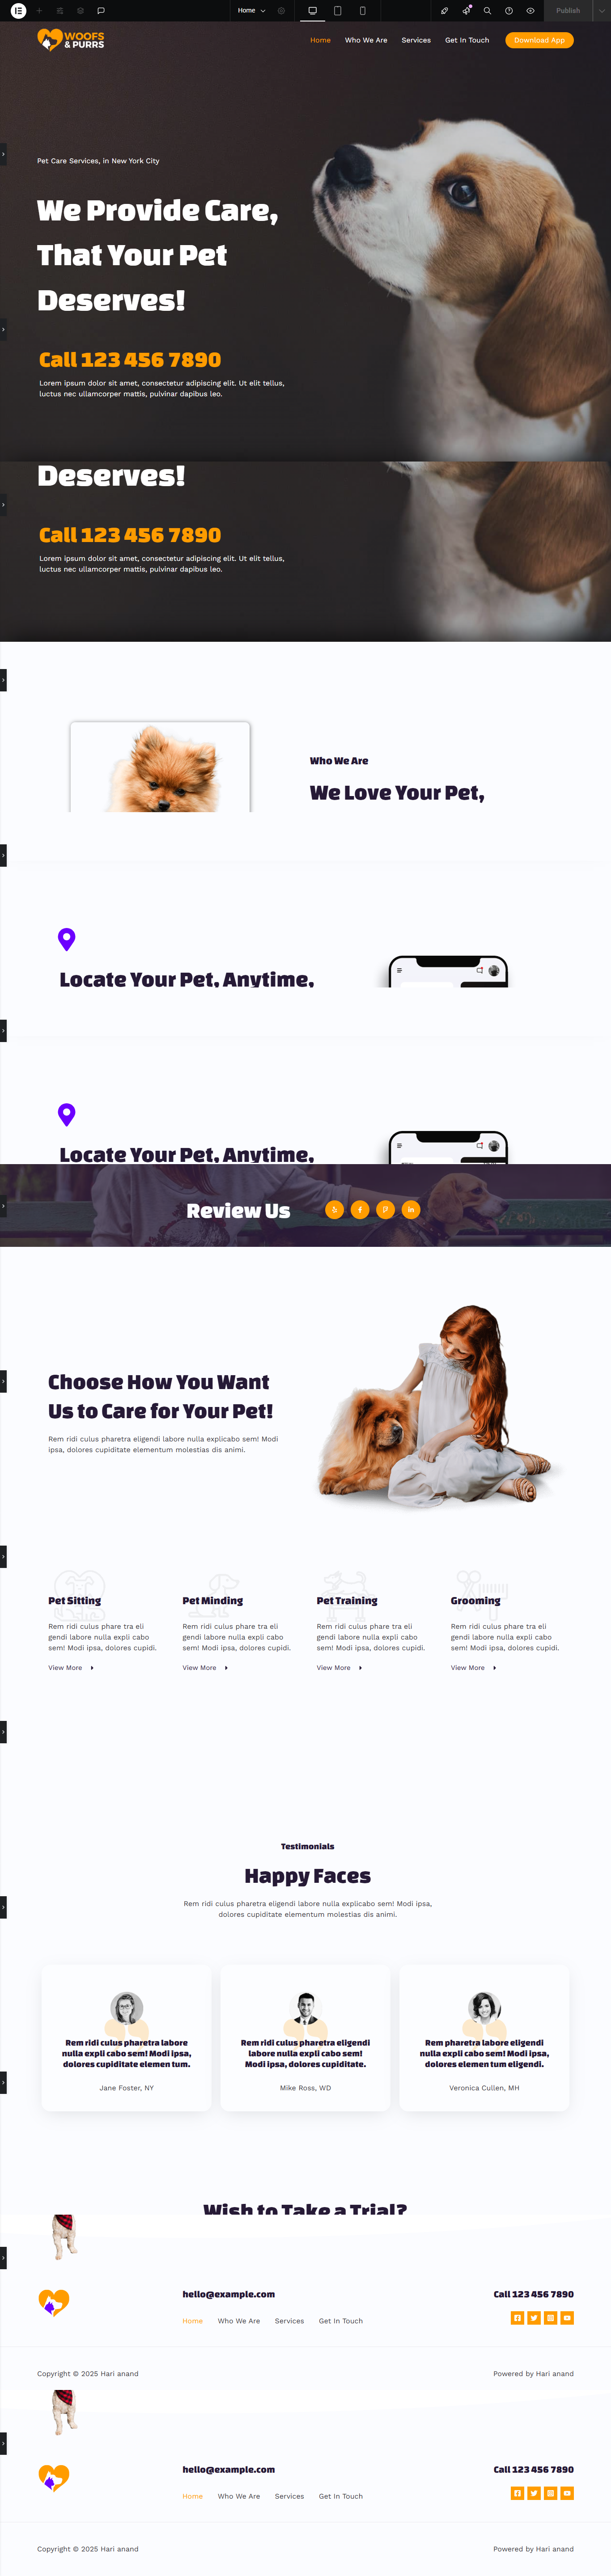 Home
Publish
WOOFS
& PURRS
Home Who We Are Services Get In Touch Download App
Pet Care Services, in New York City
We Provide Care,
That Your Pet
Deserves!
Call 123 456 7890
Lorem ipsum dolor sit amet, consectetur adipiscing elit. Ut elit tellus,
luctus nec ullamcorper mattis, pulvinar dapibus leo.
Deserves!
Call 123 456 7890
Lorem ipsum dolor sit amet, consectetur adipiscing elit. Ut elit tellus,
luctus nec ullamcorper mattis, pulvinar dapibus leo.
Who We Are
We Love Your Pet,
Locate Your Pet, Anytime,
Locate Your Pet, Anytime,
Review Us
Choose How You Want
Us to Care for Your Pet!
Rem ridi culus pharetra eligendi labore nulla explicabo sem! Modi
ipsa, dolores cupiditate elementum molestias dis animi.
Pet Sitting
Rem ridi culus phare tra eli
gendi labore nulla expli cabo
sem! Modi ipsa, dolores cupidi.
View More
Pet Minding
Rem ridi culus phare tra eli
gendi labore nulla expli cabo
sem! Modi ipsa, dolores cupidi.
View More
Pet Training
Rem ridi culus phare tra eli
gendi labore nulla expli cabo
sem! Modi ipsa, dolores cupidi.
View More
Grooming
Rem ridi culus phare tra eli
gendi labore nulla expli cabo
sem! Modi ipsa, dolores cupidi.
View More
Testimonials
Happy Faces
Rem ridi culus pharetra eligendi labore nulla explicabo sem! Modi ipsa,
dolores cupiditate elementum molestias dis animi.
Rem ridi culus pharetra labore
nulla expli cabo sem! Modi ipsa,
dolores cupiditate elemen tum.
Jane Foster, NY
Rem ridi culus pharetra eligendi
labore nulla expli cabo sem!
Modi ipsa, dolores cupiditate.
Mike Ross, WD
Rem pharetra labore eligendi
nulla expli cabo sem! Modi ipsa,
dolores elemen tum eligendi.
Veronica Cullen, MH
Wish to Take a Trial?
hello@example.com
Call 123 456 7890
Home Who We Are Services Get In Touch
Copyright © 2025 Hari anand
Powered by Hari anand
hello@example.com
Call 123 456 7890
Home Who We Are Services Get In Touch
Copyright © 2025 Hari anand
Powered by Hari anand